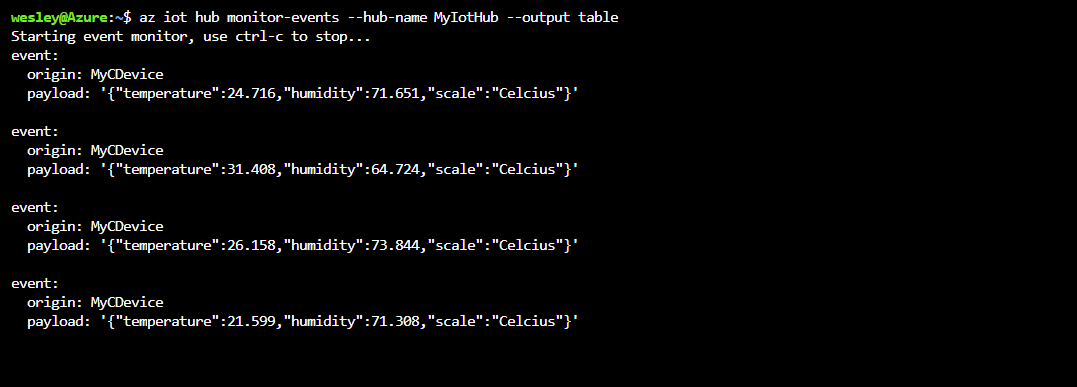 wesley@Azure:~$ az iot hub monitor-events --hub-name MyIotHub --output table
Starting event monitor, use ctrl-c to stop...
event:
  origin: MyCDevice
  payload: '{"temperature":24.716,"humidity":71.651,"scale":"Celcius"}'

event:
  origin: MyCDevice
  payload: '{"temperature":31.408,"humidity":64.724,"scale":"Celcius"}'

event:
  origin: MyCDevice
  payload: '{"temperature":26.158,"humidity":73.844,"scale":"Celcius"}'

event:
  origin: MyCDevice
  payload: '{"temperature":21.599,"humidity":71.308,"scale":"Celcius"}'